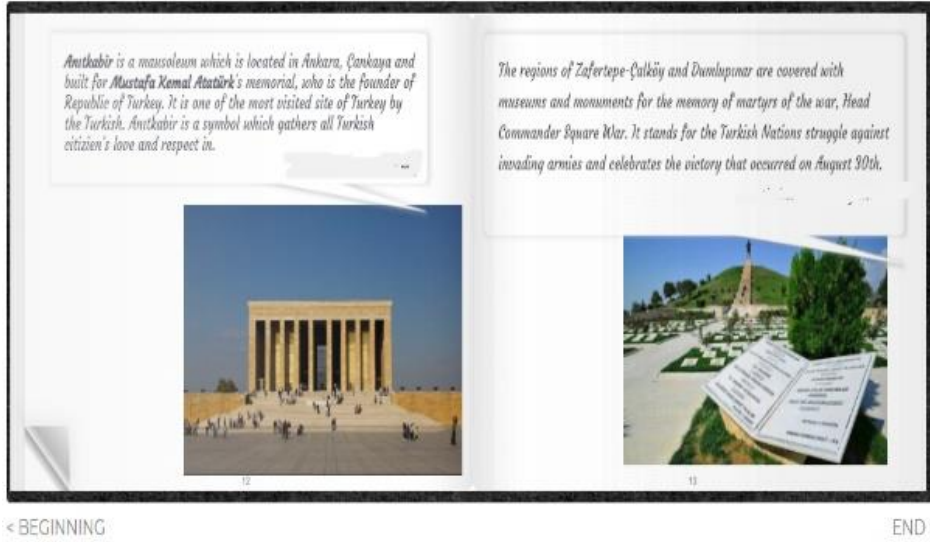 Anıtkabir is a mausoleum which is located in Ankara, Çankaya and
built for Mustafa Kemal Atatürk's memorial, who is the founder of
Republic of Turkey. It is one of the most visited site of Turkey by
the Turkish. Anıtkabir is a symbol which gathers all Turkish
citizien's love and respect in.
12
The regions of Zafertepe-Çalköy and Dumlupınar are covered with
museums and monuments for the memory of martyrs of the war, Head
Commander Square War. It stands for the Turkish Nations struggle against
invading armies and celebrates the victory that occurred on August 30th.
13
< BEGINNING
END